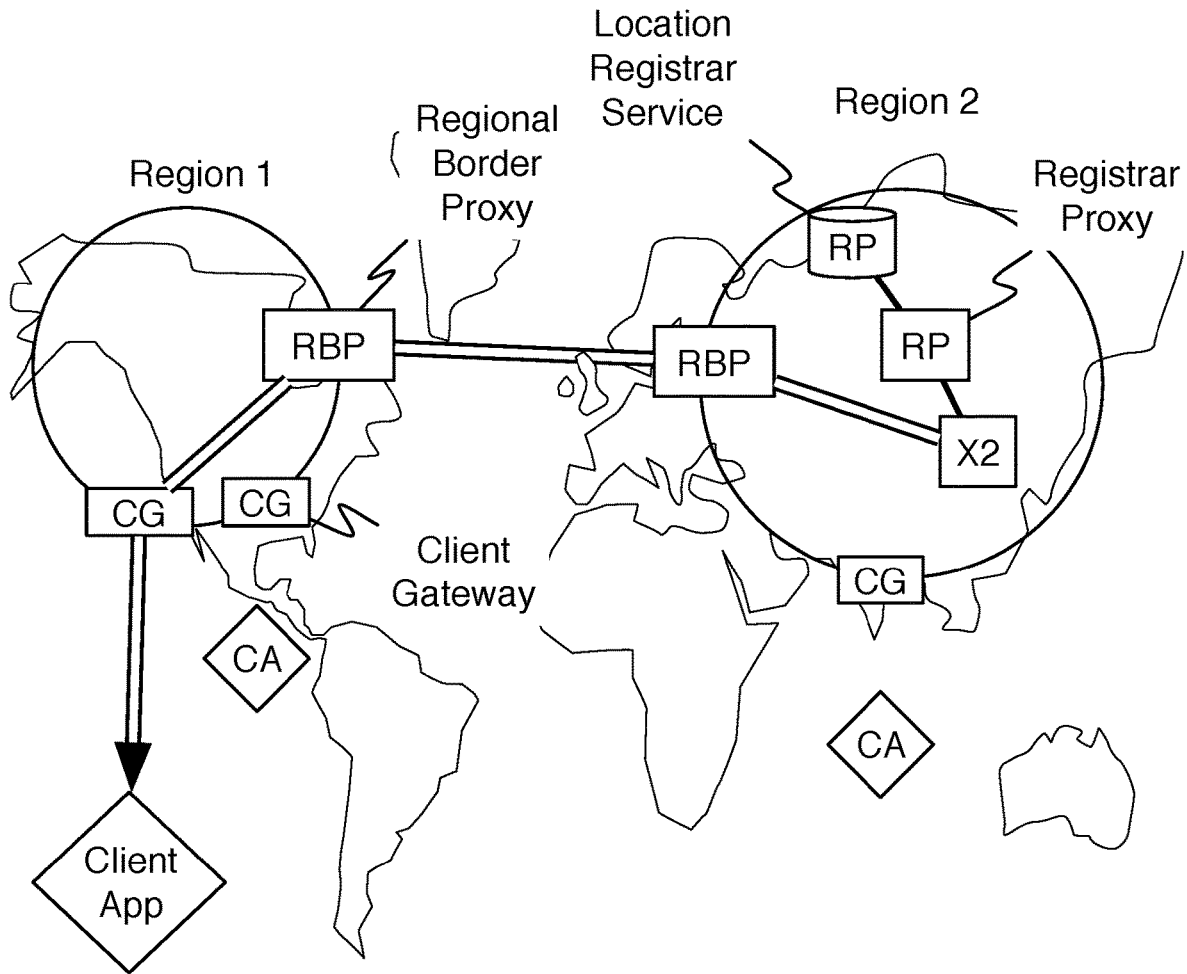 Location
Registrar
Service
Region 2
Regional
Border
Proxy
Region 1
Registrar
Proxy
RP
RBP
RP
RBP
X2
CG
CG
Client
Gateway
CG
CA
CA
Client
App